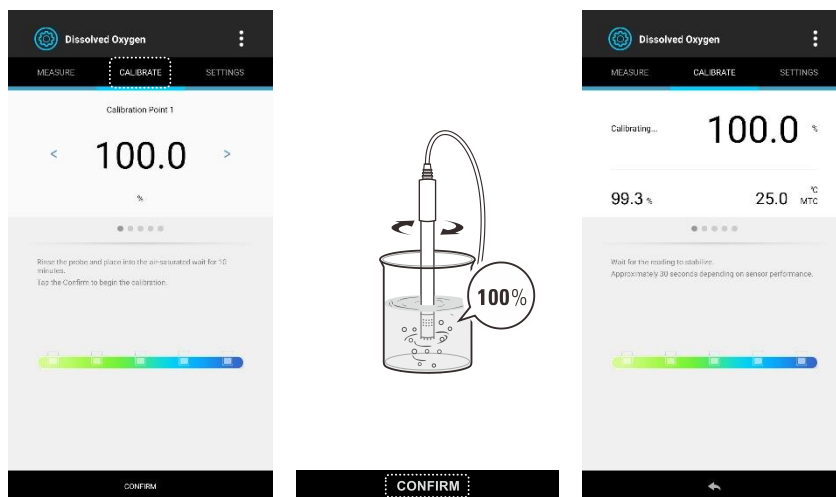 Dissolved Oxygen
MEASURE CALIBRATE SETTINGS
Calibration Point 1
< 100.0 >
%
Rinse the probe and place into the air-saturated wait for 10
minutes.
Tap the Confirm to begin the calibration.
CONFIRM
100%
CONFIRM
Dissolved Oxygen
MEASURE CALIBRATE SETTINGS
Calibrating... 100.0 %
99.3 % 25.0 °C
MTC
Wait for the reading to stabilize.
Approximately 30 seconds depending on sensor performance.